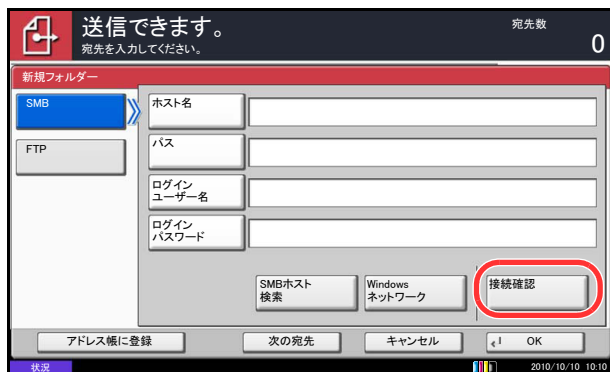 送信できます。
宛先を入力してください。
宛先数
0
新規フォルダー
SMB
FTP
ホスト名
パス
ログイン
ユーザー名
ログイン
パスワード
SMBホスト
検索
Windows
ネットワーク
接続確認
アドレス帳に登録
次の宛先
キャンセル
OK
状況
2010/10/10 10:10